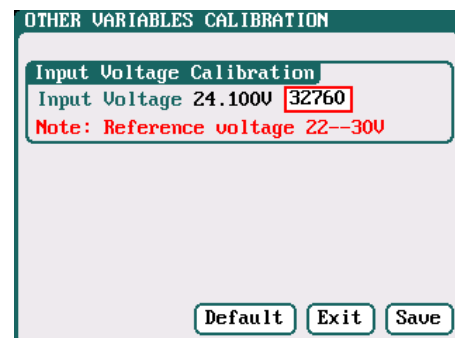 OTHER VARIABLES CALIBRATION
Input Voltage Calibration
Input Voltage 24.100V 32760
Note: Reference voltage 22--30V
Default Exit Save